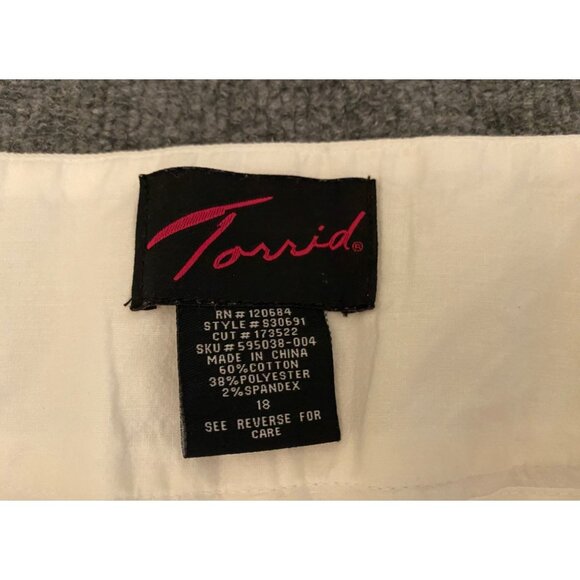 Torrid®
RN# 120684
STYLE# S30691
CUT# 173522
SKU# 595038-004
MADE IN CHINA
60%COTTON
38%POLYESTER
2%SPANDEX
18
SEE REVERSE FOR
CARE